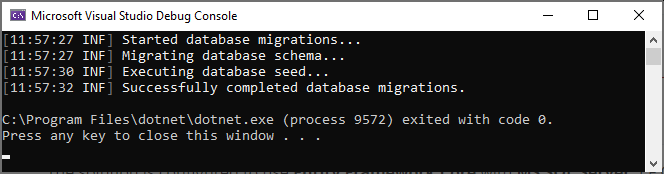 Microsoft Visual Studio Debug Console
[11:57:27 INF] Started database migrations...
[11:57:27 INF] Migrating database schema...
[11:57:30 INF] Executing database seed...
[11:57:32 INF] Successfully completed database migrations.
C:\Program Files\dotnet\dotnet.exe (process 9572) exited with code 0.
Press any key to close this window . . .